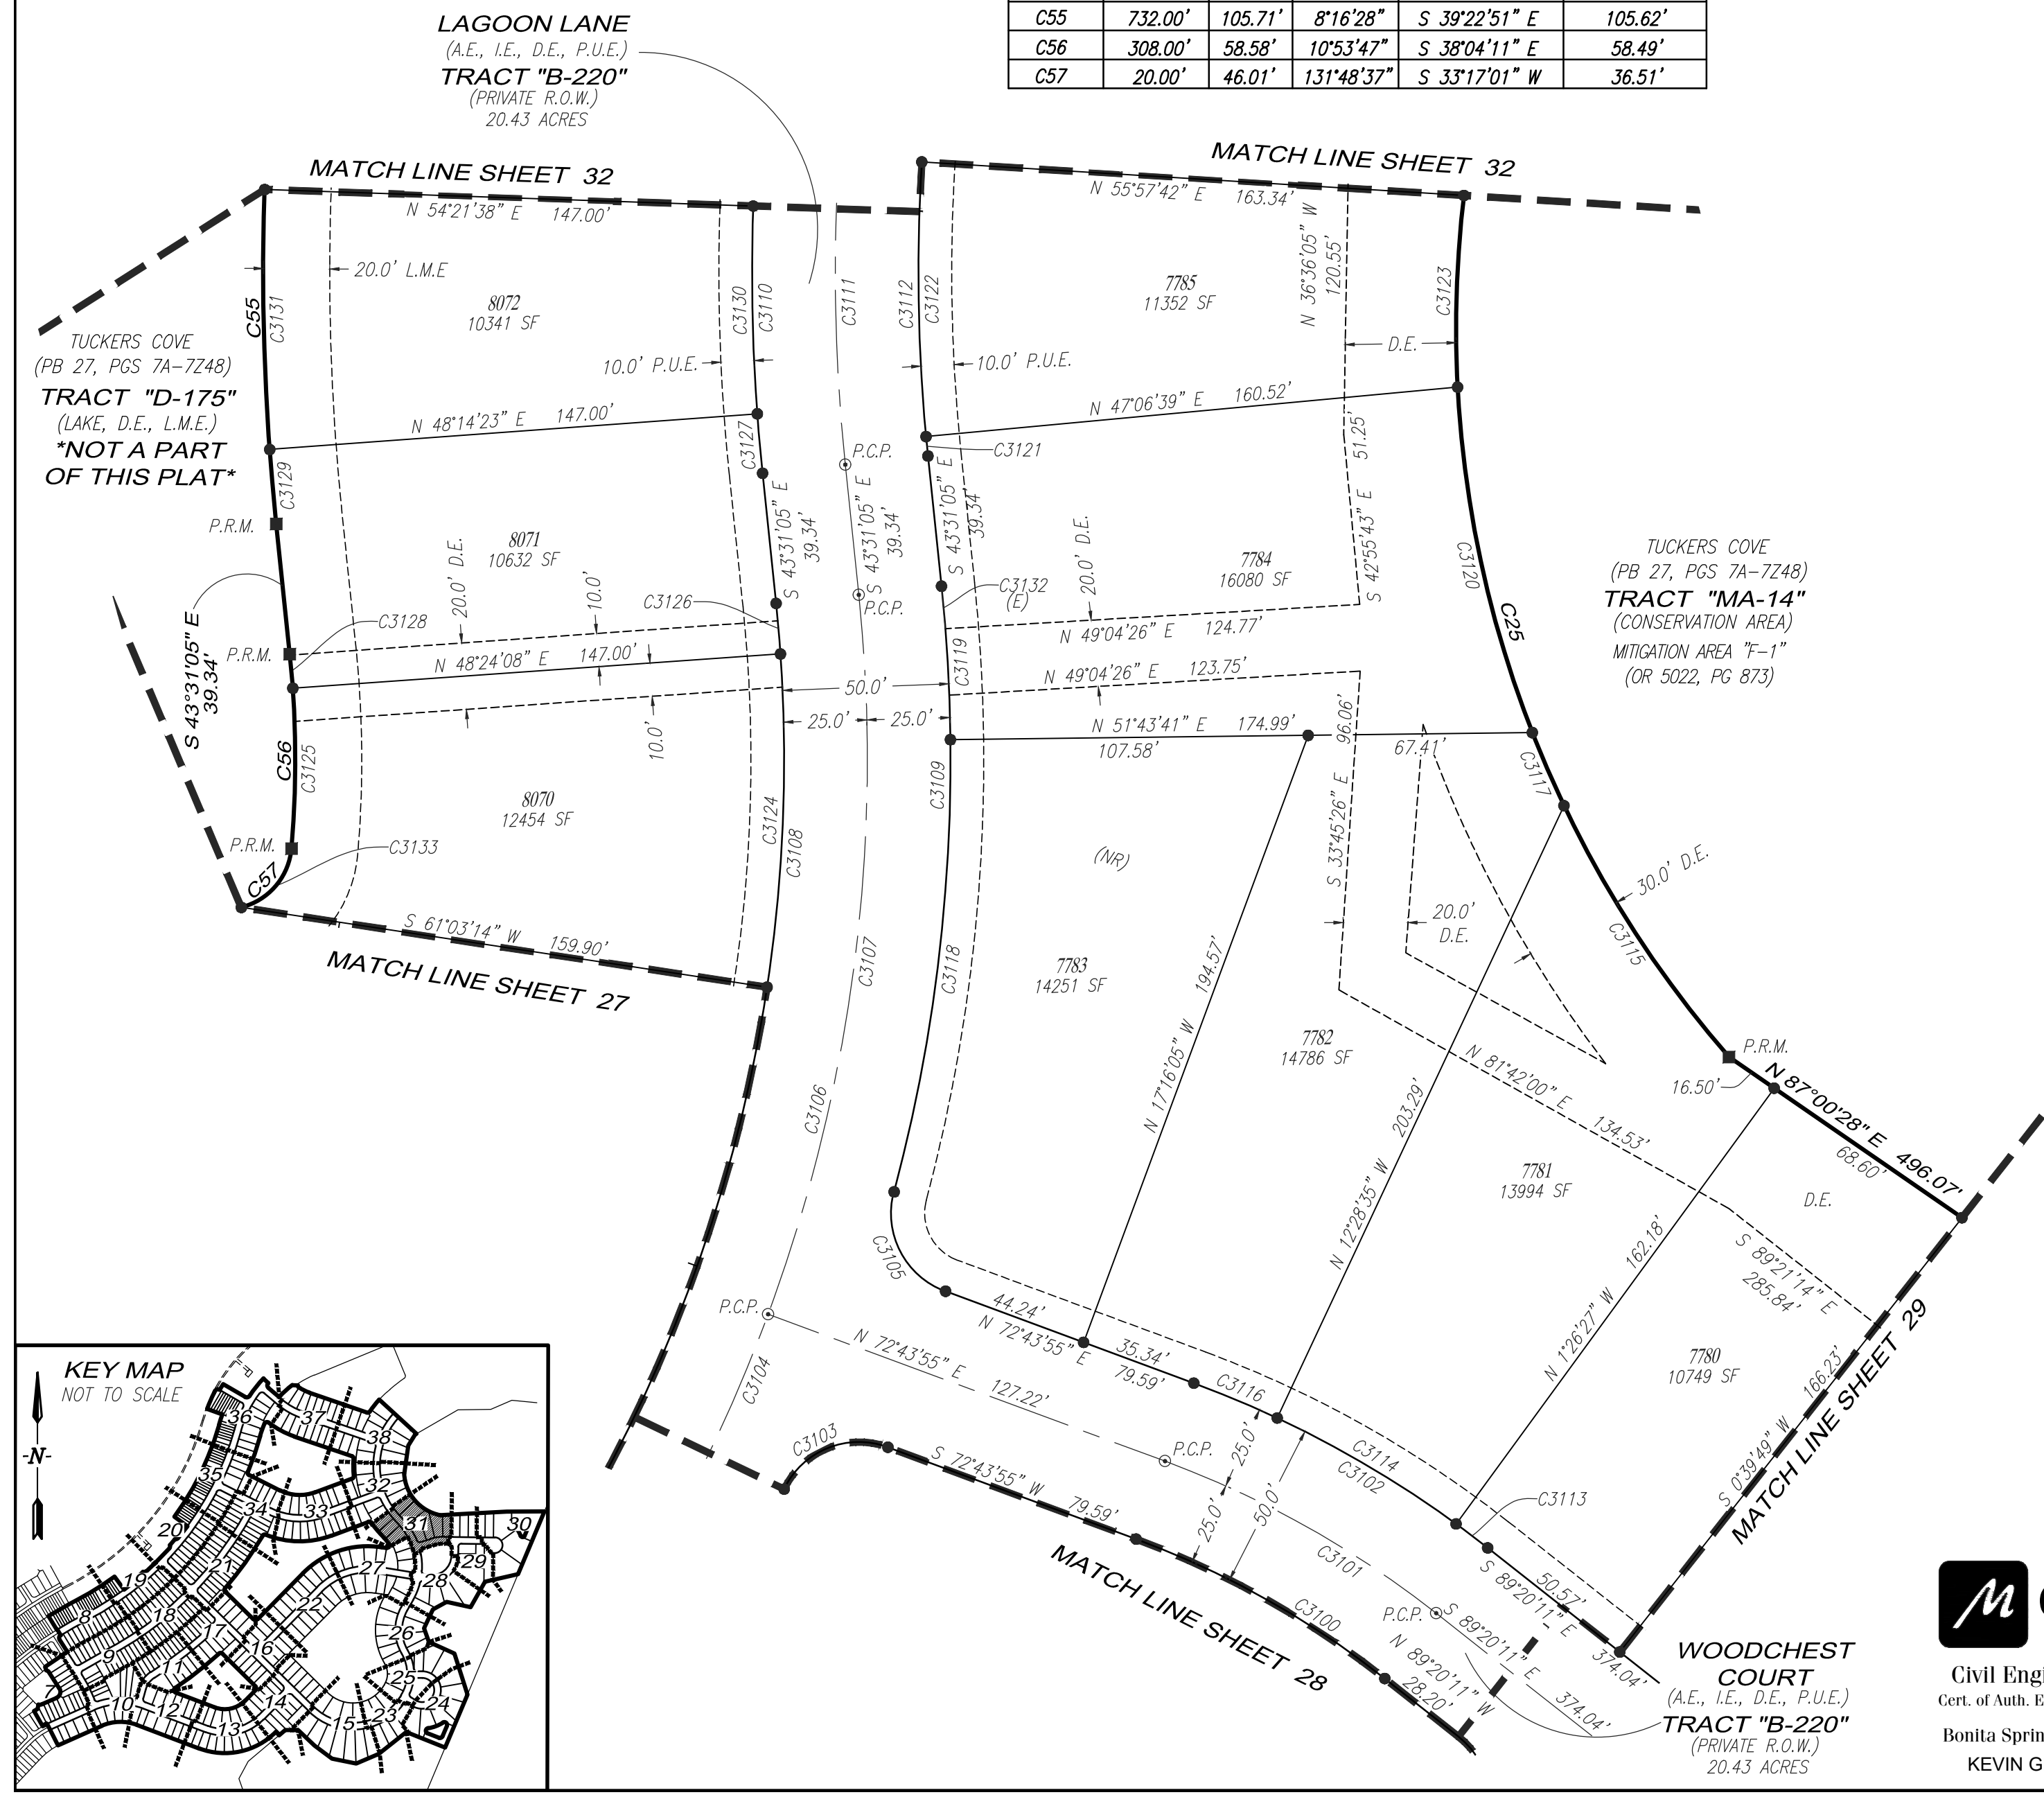 C55 732.00' 105.71' 8°16'28" S 39°22'51" E 105.62'
C56 308.00' 58.58' 10°53'47" S 38°04'11" E 58.49'
C57 20.00' 46.01' 131°48'37" S 33°17'01" W 36.51'
LAGOON LANE
(A.E., I.E., D.E., P.U.E.)
TRACT "B-220"
(PRIVATE R.O.W.)
20.43 ACRES
MATCH LINE SHEET 32
N 54°21'38" E 147.00'
MATCH LINE SHEET 32
N 55°57'42" E 163.34'
N 36°36'05" W
120.55'
20.0' L.M.E
C55
C3131
8072
10341 SF
C3130
C3110
C3111
C3112
C3122
7785
11352 SF
C3123
D.E.
10.0' P.U.E.
10.0' P.U.E.
TUCKERS COVE
(PB 27, PGS 7A-7Z48)
TRACT "D-175"
(LAKE, D.E., L.M.E.)
*NOT A PART
OF THIS PLAT*
N 48°14'23" E 147.00'
N 47°06'39" E 160.52'
C3129
C3127
P.C.P.
C3121
51.25'
P.R.M.
8071
10632 SF
20.0' D.E.
10.0'
S 43°31'05" E
39.34'
S 43°31'05" E
39.34'
S 43°31'05" E
39.34'
20.0' D.E.
7784
16080 SF
S 42°55'43" E
C3120
C25
TUCKERS COVE
(PB 27, PGS 7A-7Z48)
TRACT "MA-14"
(CONSERVATION AREA)
MITIGATION AREA "F-1"
(OR 5022, PG 873)
C3126
P.C.P.
C3132
(E)
C3128
P.R.M.
S 43°31'05" E
39.34'
N 48°24'08" E 147.00'
N 49°04'26" E 124.77'
C3119
50.0'
N 49°04'26" E 123.75'
25.0'
25.0'
10.0'
N 51°43'41" E 174.99'
107.58'
96.06'
67.41'
C3117
C56
C3125
8070
12454 SF
C3124
C3108
C3109
S 33°45'26" E
P.R.M.
C3133
C57
(NR)
30.0' D.E.
20.0'
D.E.
C3115
S 61°03'14" W 159.90'
MATCH LINE SHEET 27
C3107
C3118
7783
14251 SF
194.57'
N 17°16'05" W
7782
14786 SF
N 81°42'00" E
134.53'
P.R.M.
16.50'
N 87°00'28" E 496.07'
68.60'
C3106
203.29'
N 12°28'35" W
7781
13994 SF
D.E.
C3105
162.18'
N 1°26'27" W
S 89°21'14" E
285.84'
P.C.P.
44.24'
N 72°43'55" E
35.34'
79.59'
C3104
N 72°43'55" E
127.22'
C3116
7780
10749 SF
166.23'
S 0°39'49" W
MATCH LINE SHEET 29
C3103
S 72°43'55" W
79.59'
P.C.P.
25.0'
25.0'
50.0'
C3114
C3102
C3113
C3101
MATCH LINE SHEET 28
C3100
P.C.P.
50.57'
S 89°20'11" E
374.04'
S 89°20'11" E
374.04'
N 89°20'11" W
28.20'
WOODCHEST
COURT
(A.E., I.E., D.E., P.U.E.)
TRACT "B-220"
(PRIVATE R.O.W.)
20.43 ACRES
KEY MAP
NOT TO SCALE
-N-
36
37
38
35
32
34
33
31
30
20
21
27
29
28
19
22
8
18
17
26
9
16
11
25
7
10
12
14
24
13
15
23
M
Civil Engi
Cert. of Auth. E
Bonita Sprin
KEVIN G